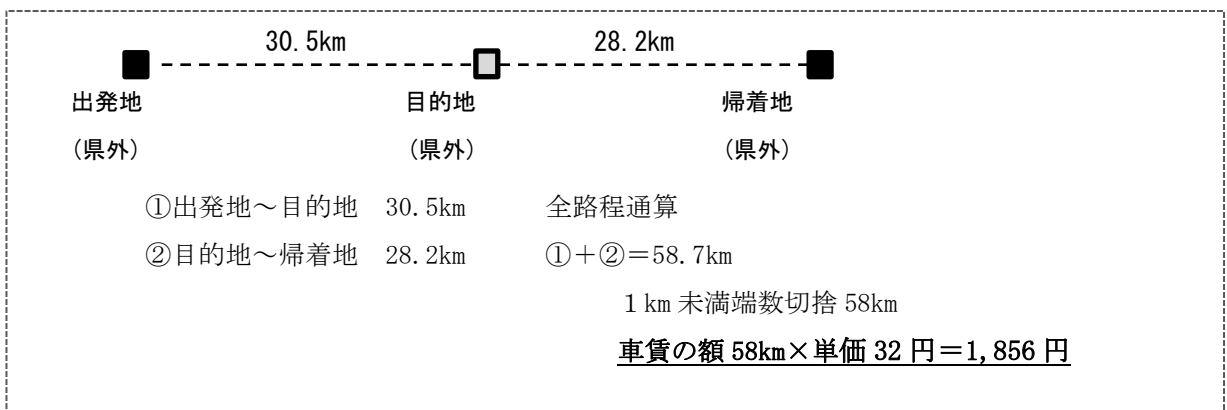 30.5km 28.2km
出発地 目的地 帰着地
（県外） （県外） （県外）
①出発地～目的地 30.5km 全路程通算
②目的地～帰着地 28.2km ①＋②＝58.7km
１km 未満端数切捨 58km
車賃の額 58km×単価 32 円＝1,856 円